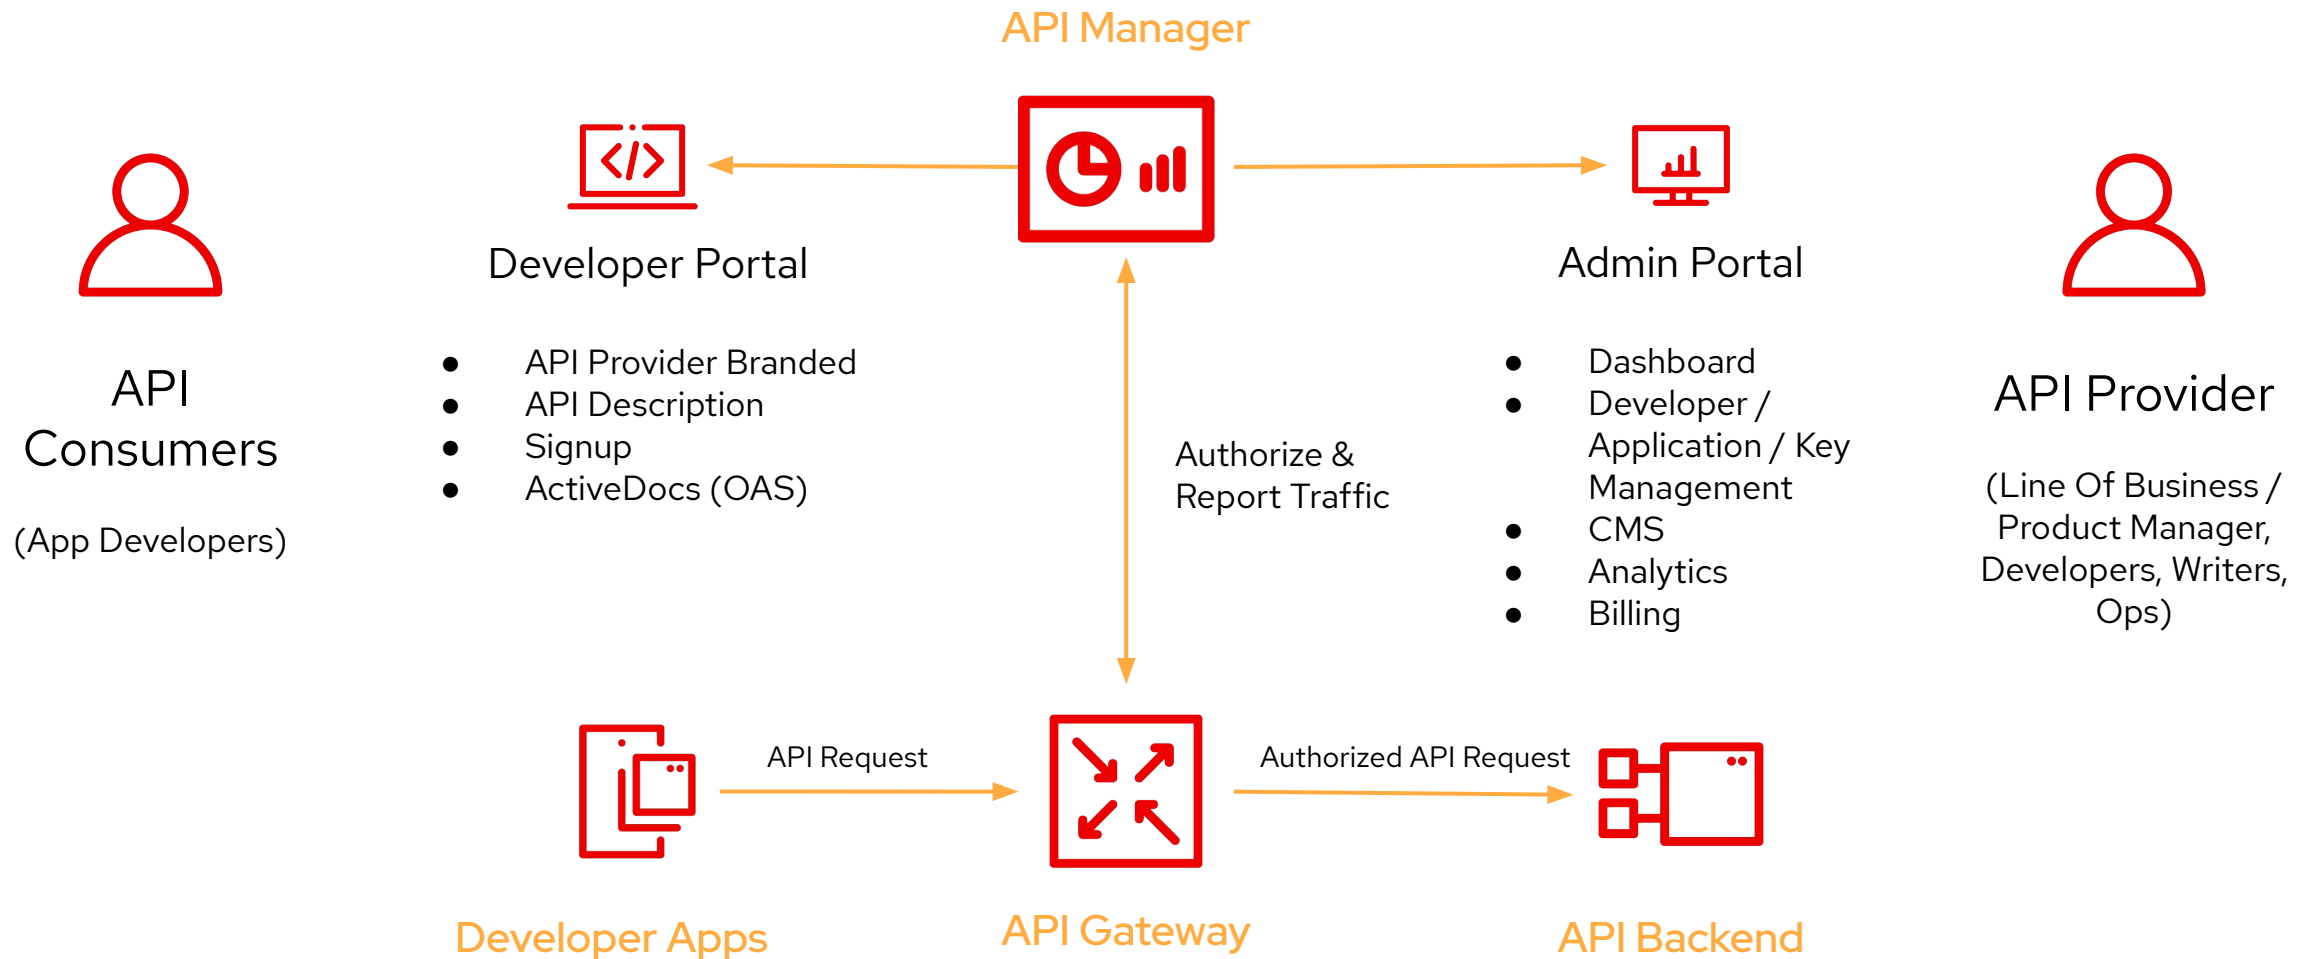 API Manager
Developer Portal
Admin Portal
API
Consumers
(App Developers)
● API Provider Branded
● API Description
● Signup
● ActiveDocs (OAS)
Authorize &
Report Traffic
● Dashboard
● Developer /
Application / Key
Management
● CMS
● Analytics
● Billing
API Provider
(Line Of Business /
Product Manager,
Developers, Writers,
Ops)
API Request
Authorized API Request
Developer Apps
API Gateway
API Backend